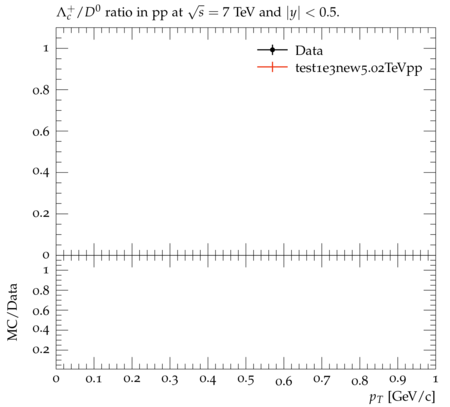 Λc+/D0 ratio in pp at √s = 7 TeV and |y| < 0.5.
1
Data
test1e3new5.02TeVpp
0.8
0.6
0.4
0.2
0
MC/Data
1
0.8
0.6
0.4
0.2
0 0.1 0.2 0.3 0.4 0.5 0.6 0.7 0.8 0.9 1
pT [GeV/c]